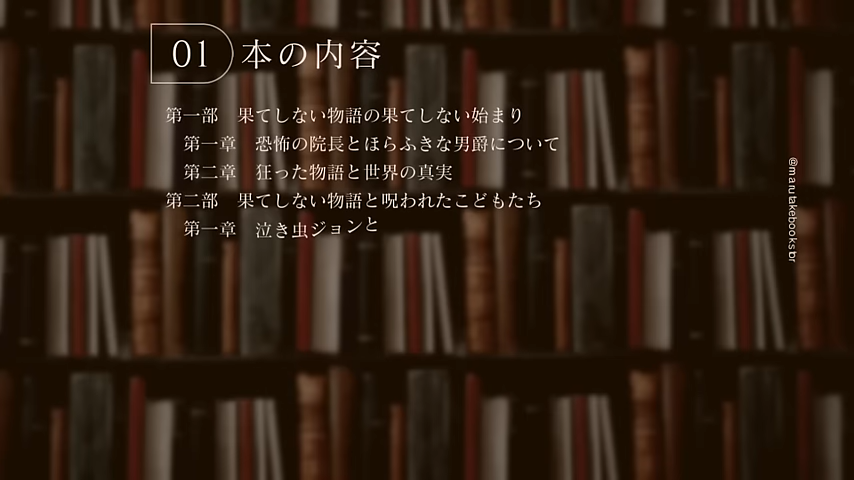 01 本の内容
第一部 果てしない物語の果てしない始まり
第一章 恐怖の院長とほらふきな男爵について
第二章 狂った物語と世界の真実
第二部 果てしない物語と呪われたこどもたち
第一章 泣き虫ジョンと
@marutakebooksbr